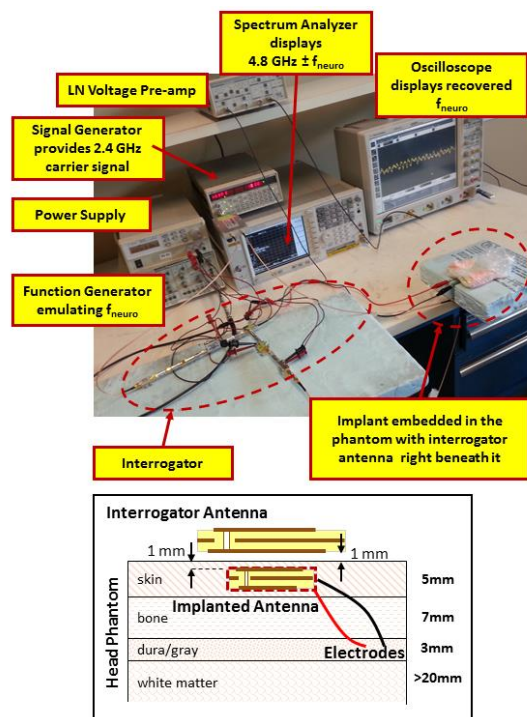 Spectrum Analyzer
displays
4.8 GHz ± fneuro
LN Voltage Pre-amp
Oscilloscope
displays recovered
fneuro
Signal Generator
provides 2.4 GHz
carrier signal
Power Supply
Function Generator
emulating fneuro
Interrogator
Implant embedded in the
phantom with interrogator
antenna right beneath it
Interrogator Antenna
1 mm
1 mm
Head Phantom
skin
5mm
Implanted Antenna
bone
7mm
dura/gray
3mm
Electrodes
white matter
>20mm